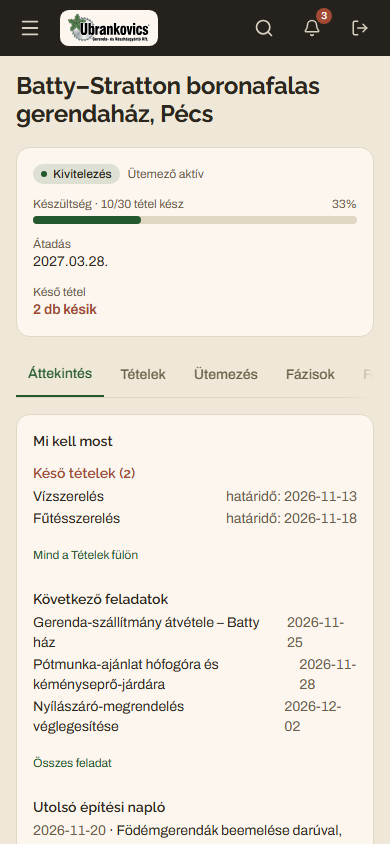 Ubrankovics
Gerenda- és Készházgyártó Kft.
3
Batty–Stratton boronafalas
gerendaház, Pécs
Kivitelezés Ütemező aktív
Készültség · 10/30 tétel kész 33%
Átadás
2027.03.28.
Késő tétel
2 db késik
Áttekintés Tételek Ütemezés Fázisok
Mi kell most
Késő tételek (2)
Vízszerelés határidő: 2026-11-13
Fűtésszerelés határidő: 2026-11-18
Mind a Tételek fülön
Következő feladatok
Gerenda-szállítmány átvétele – Batty 2026-11-
ház 25
Pótmunka-ajánlat hófogóra és 2026-11-
kéményseprő-járdára 28
Nyílászáró-megrendelés 2026-12-
véglegesítése 02
Összes feladat
Utolsó építési napló
2026-11-20 · Födémgerendák beemelése darúval,